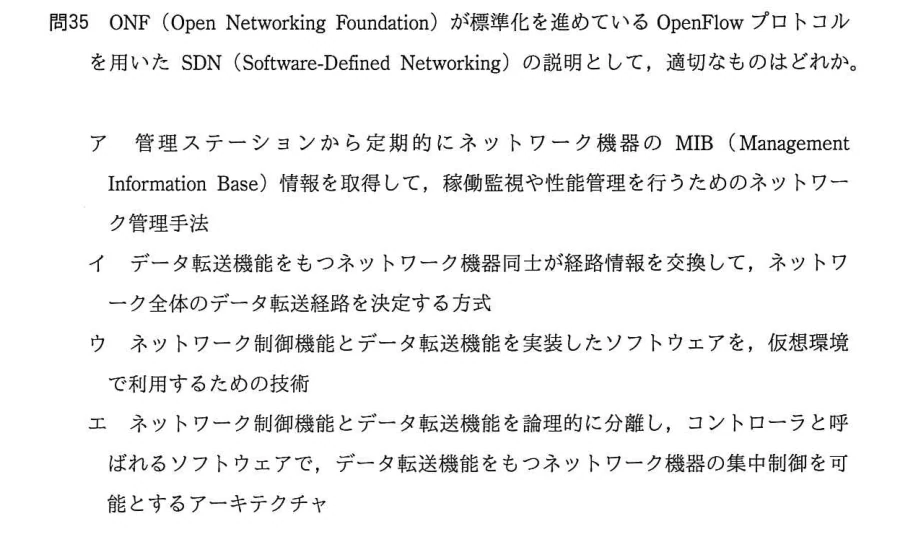 問35 ONF（Open Networking Foundation）が標準化を進めている OpenFlow プロトコル
を用いた SDN（Software-Defined Networking）の説明として，適切なものはどれか。
ア 管理ステーションから定期的にネットワーク機器の MIB（Management
Information Base）情報を取得して，稼働監視や性能管理を行うためのネットワー
ク管理手法
イ データ転送機能をもつネットワーク機器同士が経路情報を交換して，ネットワ
ーク全体のデータ転送経路を決定する方式
ウ ネットワーク制御機能とデータ転送機能を実装したソフトウェアを，仮想環境
で利用するための技術
エ ネットワーク制御機能とデータ転送機能を論理的に分離し，コントローラと呼
ばれるソフトウェアで，データ転送機能をもつネットワーク機器の集中制御を可
能とするアーキテクチャ